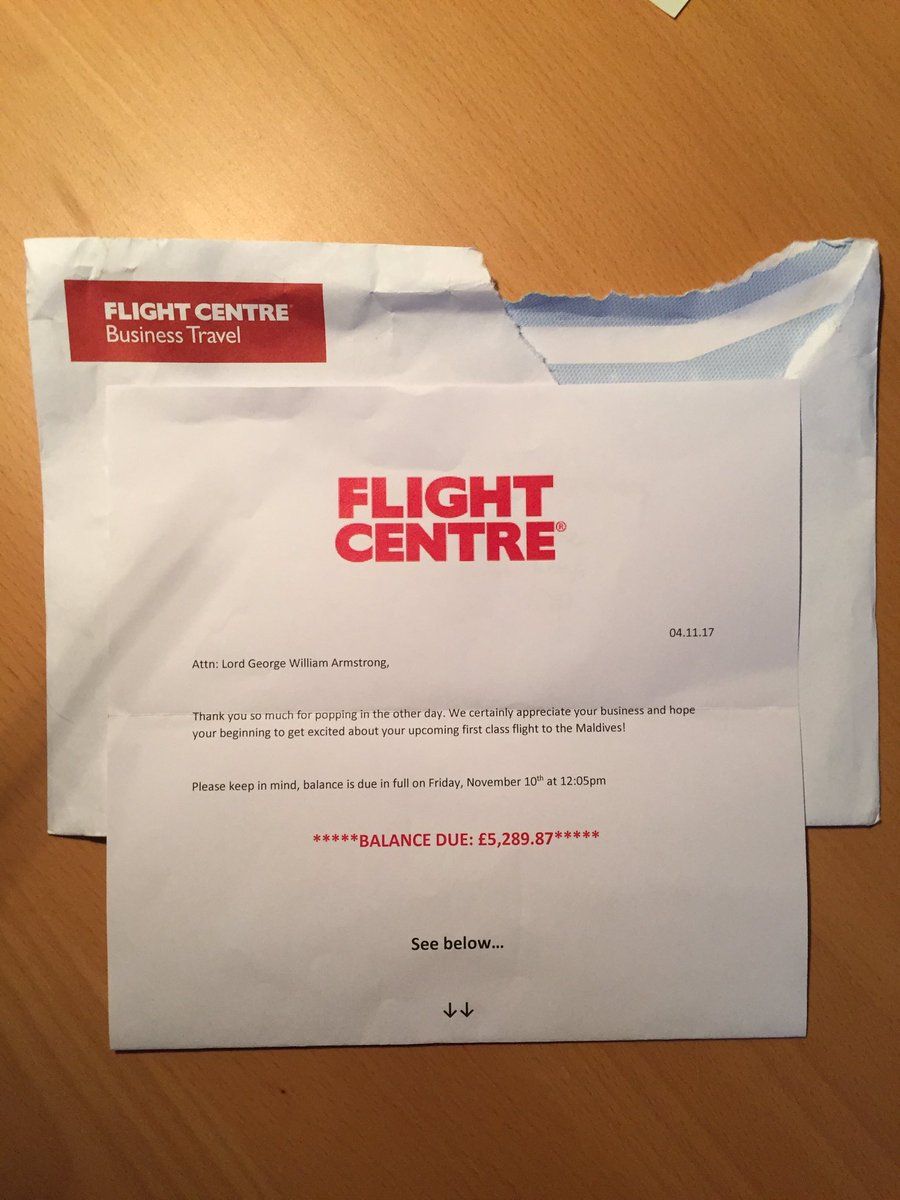 FLIGHT CENTRE
Business Travel
FLIGHT
CENTRE®
04.11.17
Attn: Lord George William Armstrong,
Thank you so much for popping in the other day. We certainly appreciate your business and hope
your beginning to get excited about your upcoming first class flight to the Maldives!
Please keep in mind, balance is due in full on Friday, November 10th at 12:05pm
*****BALANCE DUE: £5,289.87*****
See below...
↓↓